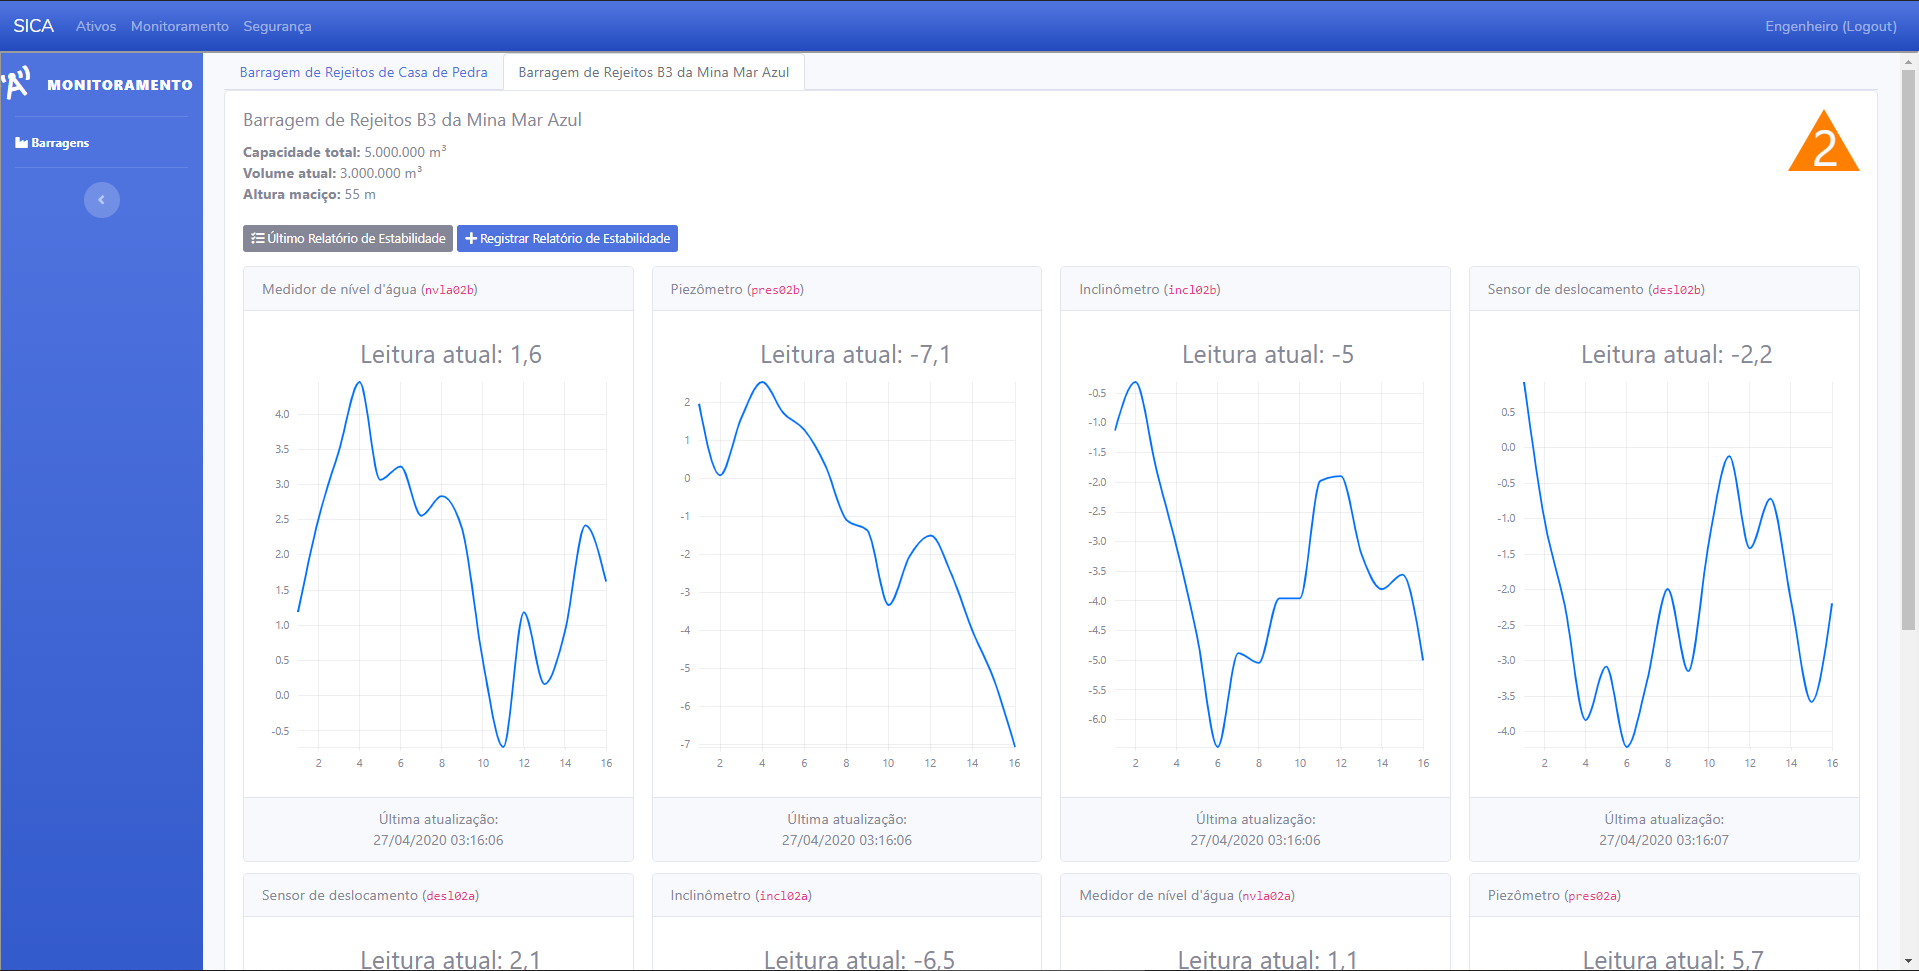 SICA Ativos Monitoramento Segurança Engenheiro (Logout)
MONITORAMENTO
Barragens
Barragem de Rejeitos de Casa de Pedra Barragem de Rejeitos B3 da Mina Mar Azul
Barragem de Rejeitos B3 da Mina Mar Azul
2
Capacidade total: 5.000.000 m³
Volume atual: 3.000.000 m³
Altura maciço: 55 m
Último Relatório de Estabilidade Registrar Relatório de Estabilidade
Medidor de nível d'água (nvla02b)
Leitura atual: 1,6
4.0
3.5
3.0
2.5
2.0
1.5
1.0
0.5
0.0
-0.5
2 4 6 8 10 12 14 16
Última atualização:
27/04/2020 03:16:06
Piezômetro (pres02b)
Leitura atual: -7,1
2
1
0
-1
-2
-3
-4
-5
-6
-7
2 4 6 8 10 12 14 16
Última atualização:
27/04/2020 03:16:06
Inclinômetro (incl02b)
Leitura atual: -5
-0.5
-1.0
-1.5
-2.0
-2.5
-3.0
-3.5
-4.0
-4.5
-5.0
-5.5
-6.0
2 4 6 8 10 12 14 16
Última atualização:
27/04/2020 03:16:06
Sensor de deslocamento (desl02b)
Leitura atual: -2,2
0.5
0.0
-0.5
-1.0
-1.5
-2.0
-2.5
-3.0
-3.5
-4.0
2 4 6 8 10 12 14 16
Última atualização:
27/04/2020 03:16:07
Sensor de deslocamento (desl02a)
Leitura atual: 2,1
Inclinômetro (incl02a)
Leitura atual: -6,5
Medidor de nível d'água (nvla02a)
Leitura atual: 1,1
Piezômetro (pres02a)
Leitura atual: 5,7